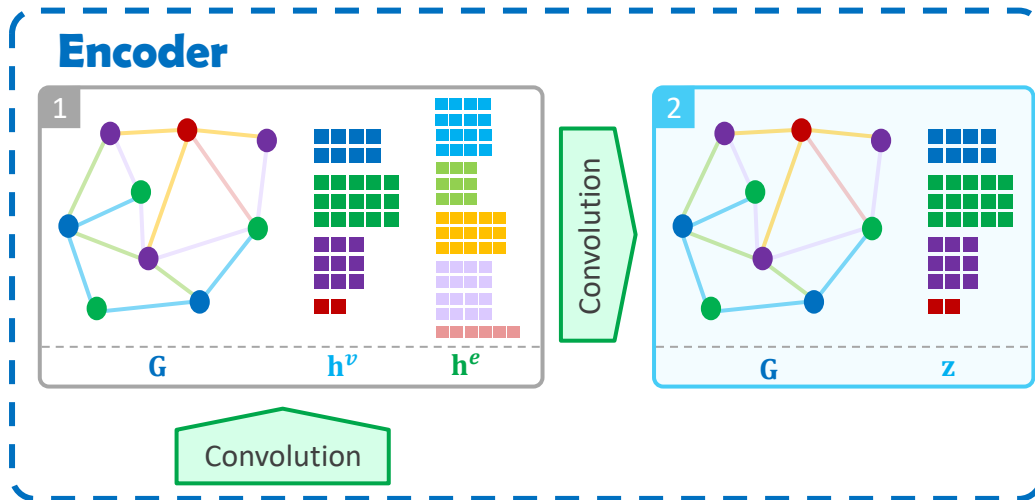 Encoder
1
2
Convolution
G
h^v
h^e
G
z
Convolution